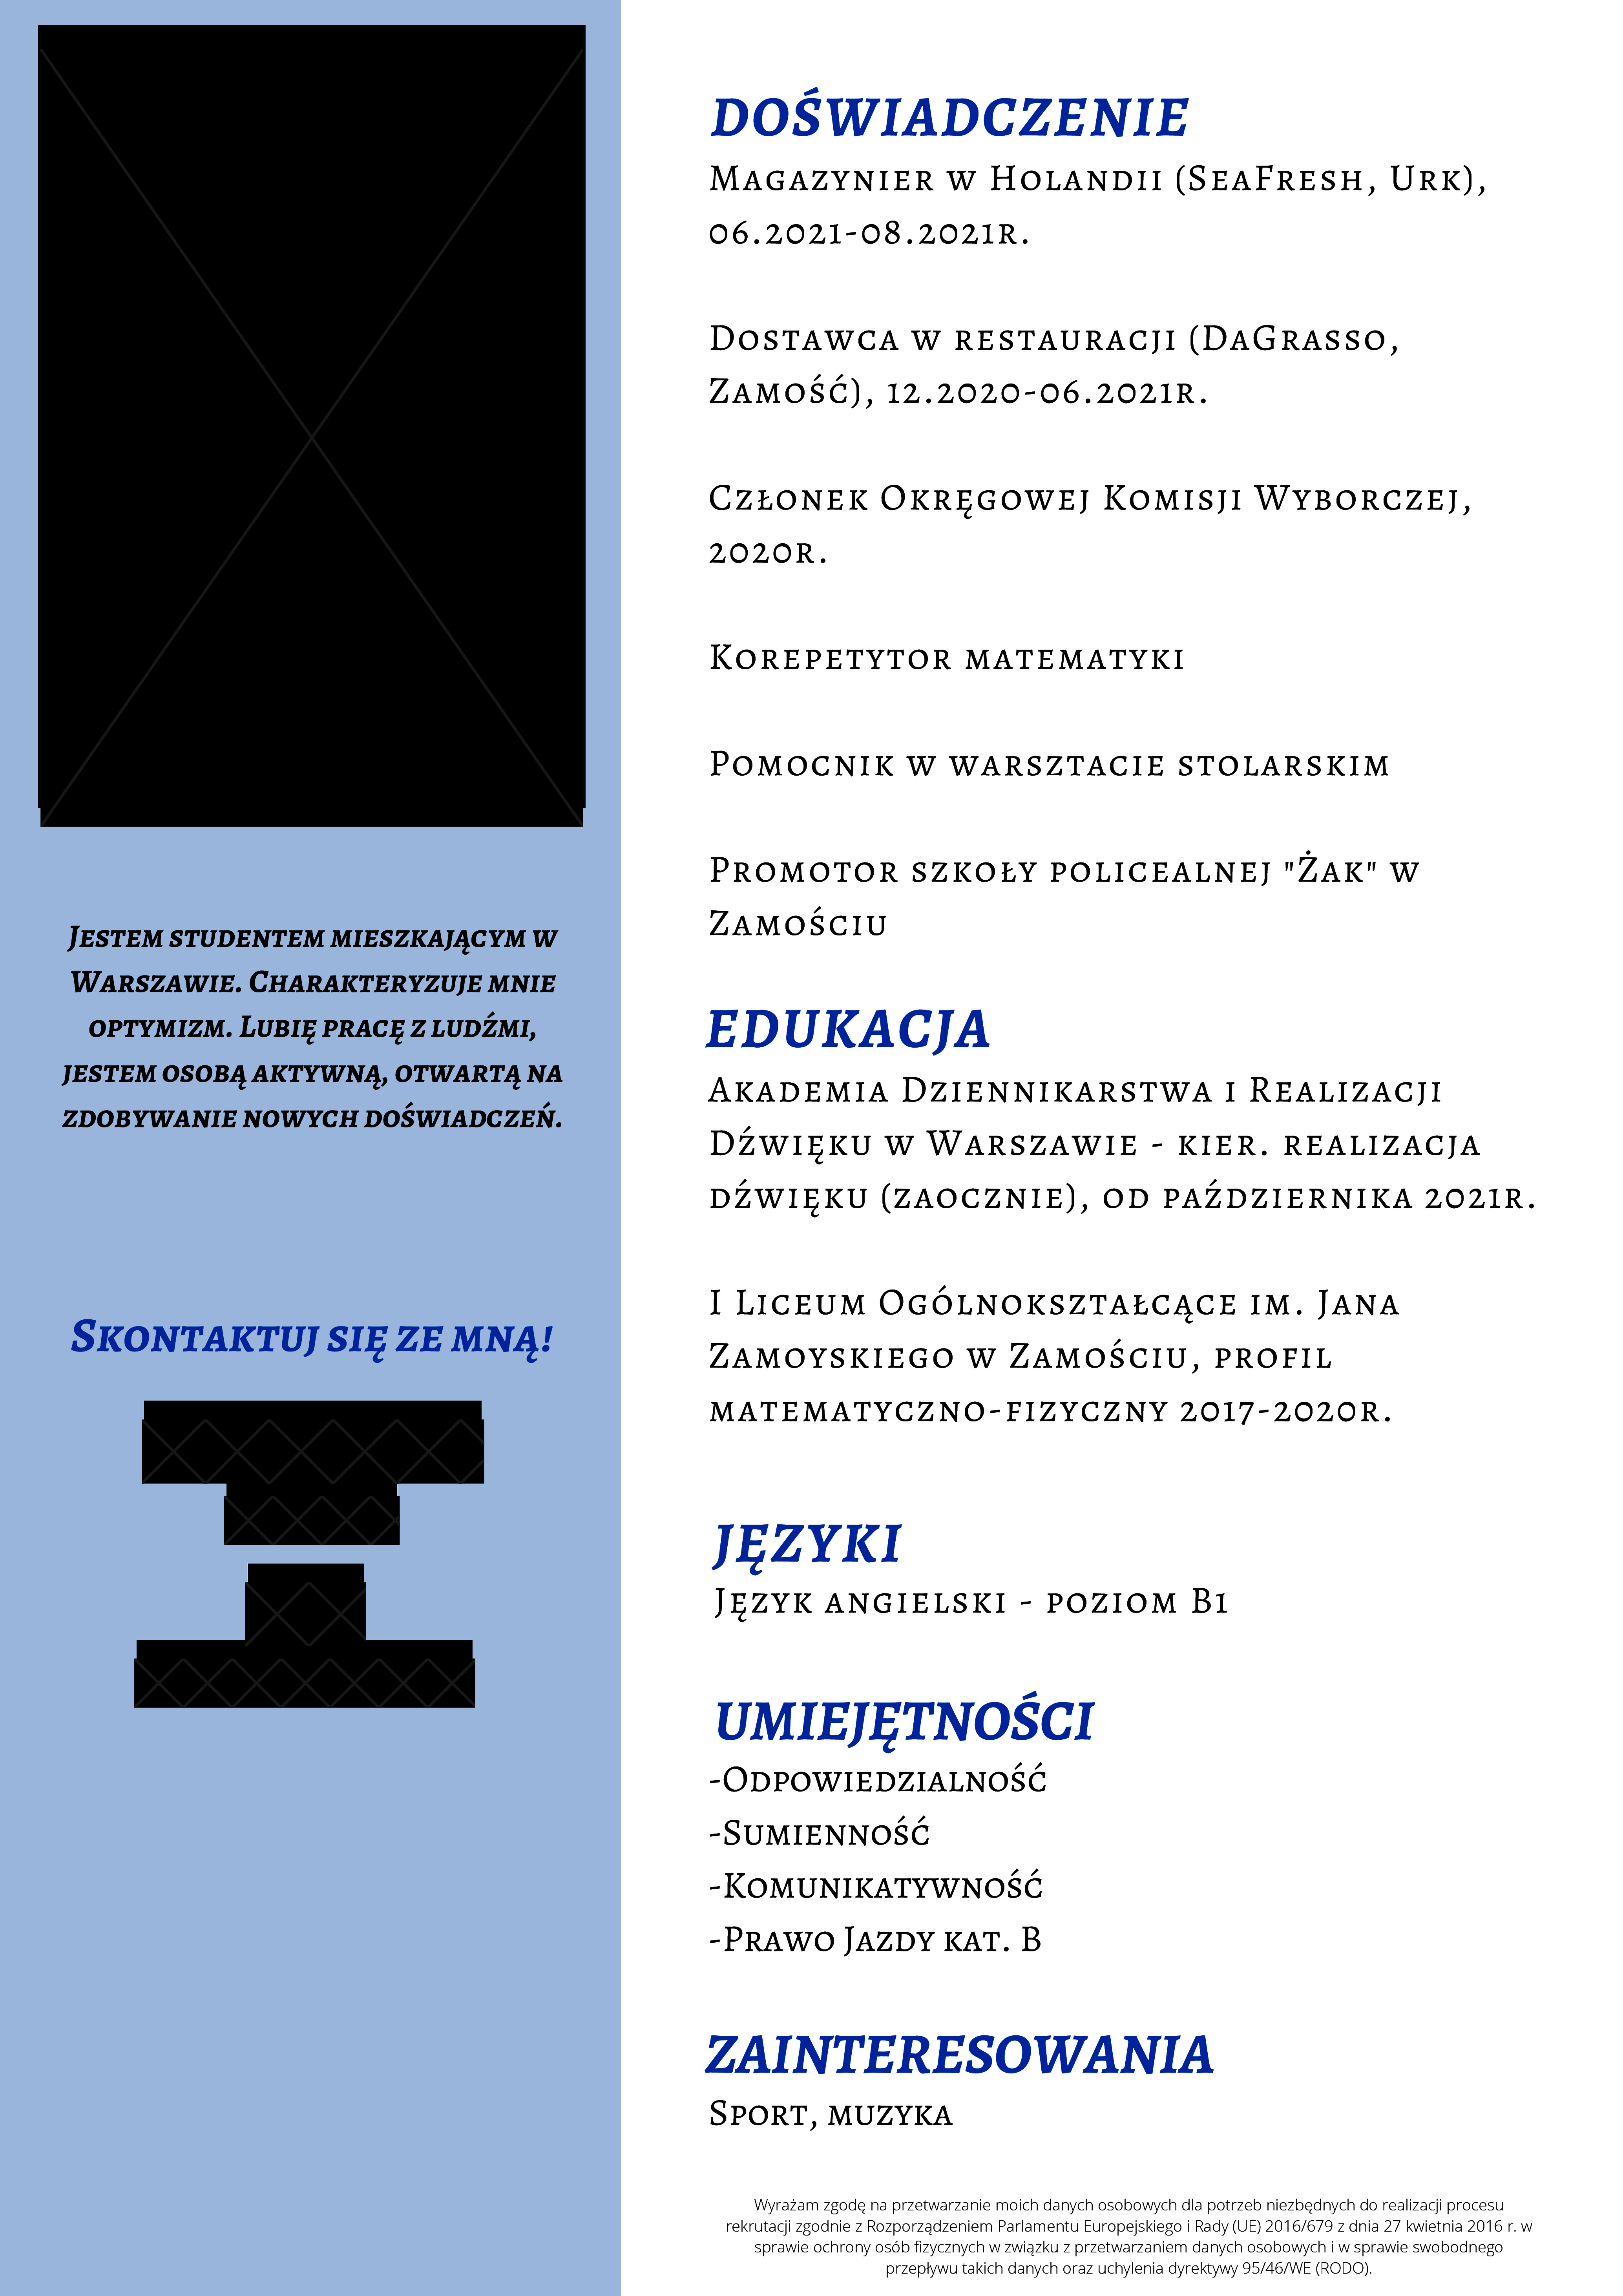 Jestem studentem mieszkającym w
Warszawie. Charakteryzuje mnie
optymizm. Lubię pracę z ludźmi,
jestem osobą aktywną, otwartą na
zdobywanie nowych doświadczeń.
Skontaktuj się ze mną!
DOŚWIADCZENIE
Magazynier w Holandii (SeaFresh, Urk),
06.2021-08.2021r.
Dostawca w restauracji (DaGrasso,
Zamość), 12.2020-06.2021r.
Członek Okręgowej Komisji Wyborczej,
2020r.
Korepetytor matematyki
Pomocnik w warsztacie stolarskim
Promotor szkoły policealnej "Żak" w
Zamościu
EDUKACJA
Akademia Dziennikarstwa i Realizacji
Dźwięku w Warszawie - kier. realizacja
dźwięku (zaocznie), od października 2021r.
I Liceum Ogólnokształcące im. Jana
Zamoyskiego w Zamościu, profil
matematyczno-fizyczny 2017-2020r.
JĘZYKI
Język angielski - poziom B1
UMIEJĘTNOŚCI
-Odpowiedzialność
-Sumienność
-Komunikatywność
-Prawo Jazdy kat. B
ZAINTERESOWANIA
Sport, muzyka
Wyrażam zgodę na przetwarzanie moich danych osobowych dla potrzeb niezbędnych do realizacji procesu
rekrutacji zgodnie z Rozporządzeniem Parlamentu Europejskiego i Rady (UE) 2016/679 z dnia 27 kwietnia 2016 r. w
sprawie ochrony osób fizycznych w związku z przetwarzaniem danych osobowych i w sprawie swobodnego
przepływu takich danych oraz uchylenia dyrektywy 95/46/WE (RODO).